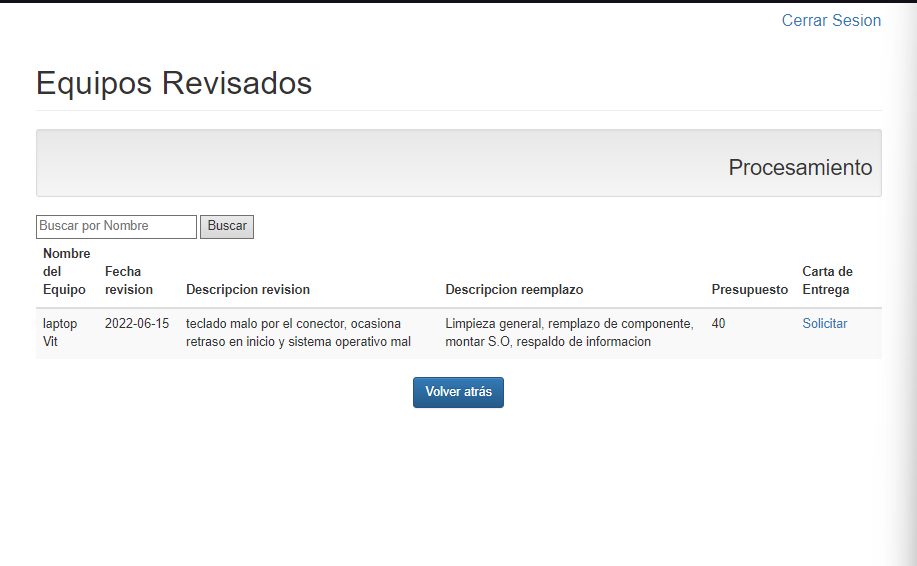 Cerrar Sesion
Equipos Revisados
Procesamiento
Buscar por Nombre Buscar
Nombre del Equipo Fecha revision Descripcion revision Descripcion reemplazo Presupuesto Carta de Entrega
laptop Vit 2022-06-15 teclado malo por el conector, ocasiona retraso en inicio y sistema operativo mal Limpieza general, remplazo de componente, montar S.O, respaldo de informacion 40 Solicitar
Volver atrás